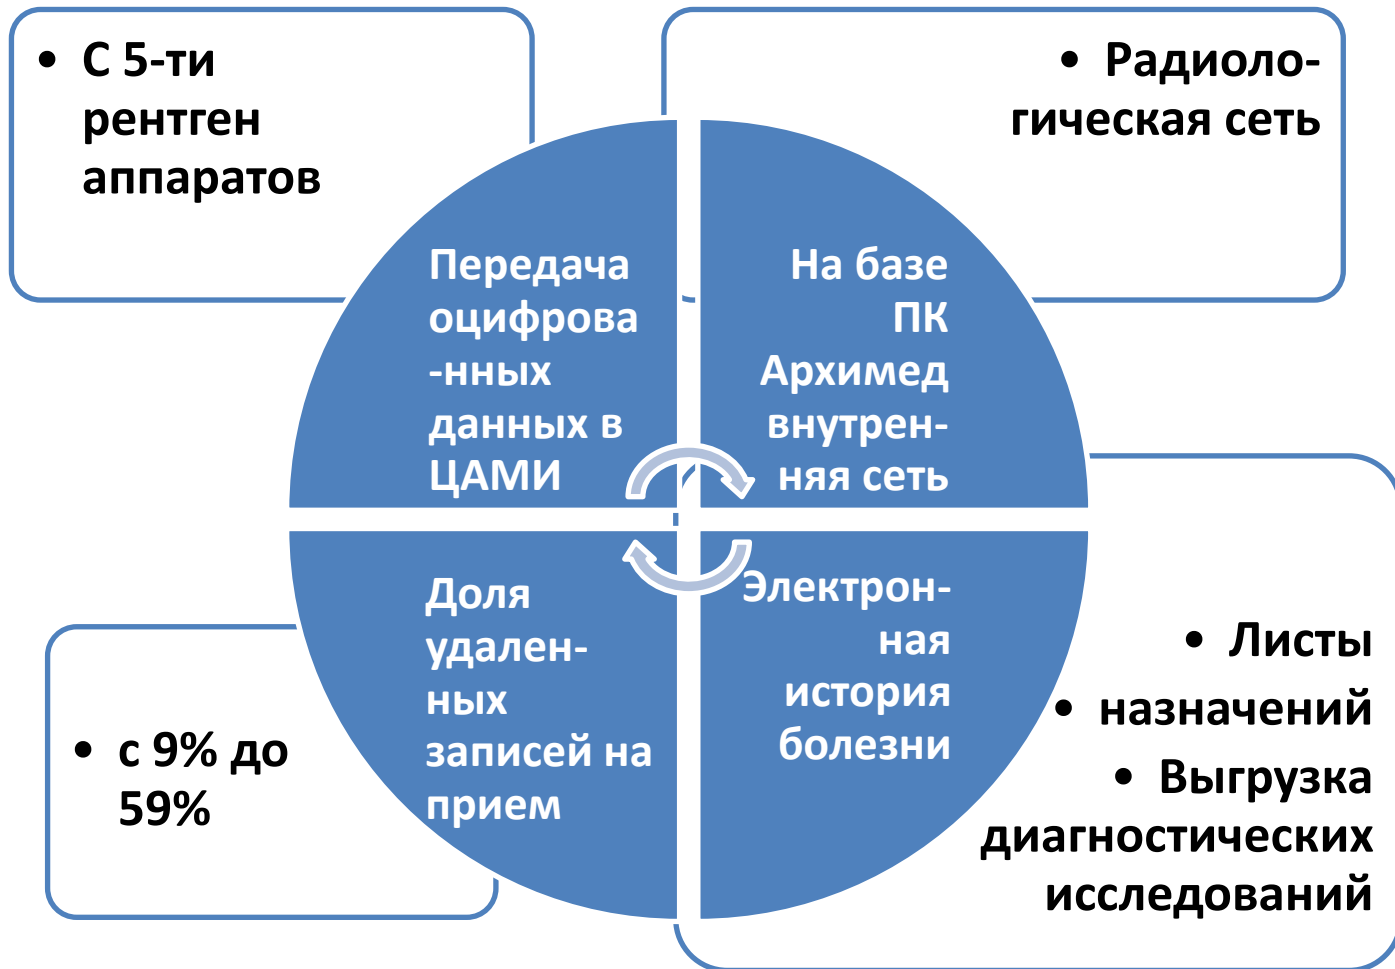 • С 5-ти
рентген
аппаратов
• Радиоло-
гическая сеть
Передача
оцифрова
-нных
данных в
ЦАМИ
На базе
ПК
Архимед
внутрен-
няя сеть
Доля
удален-
ных
записей на
прием
Электрон-
ная
история
болезни
• с 9% до
59%
• Листы
• назначений
• Выгрузка
диагностических
исследований